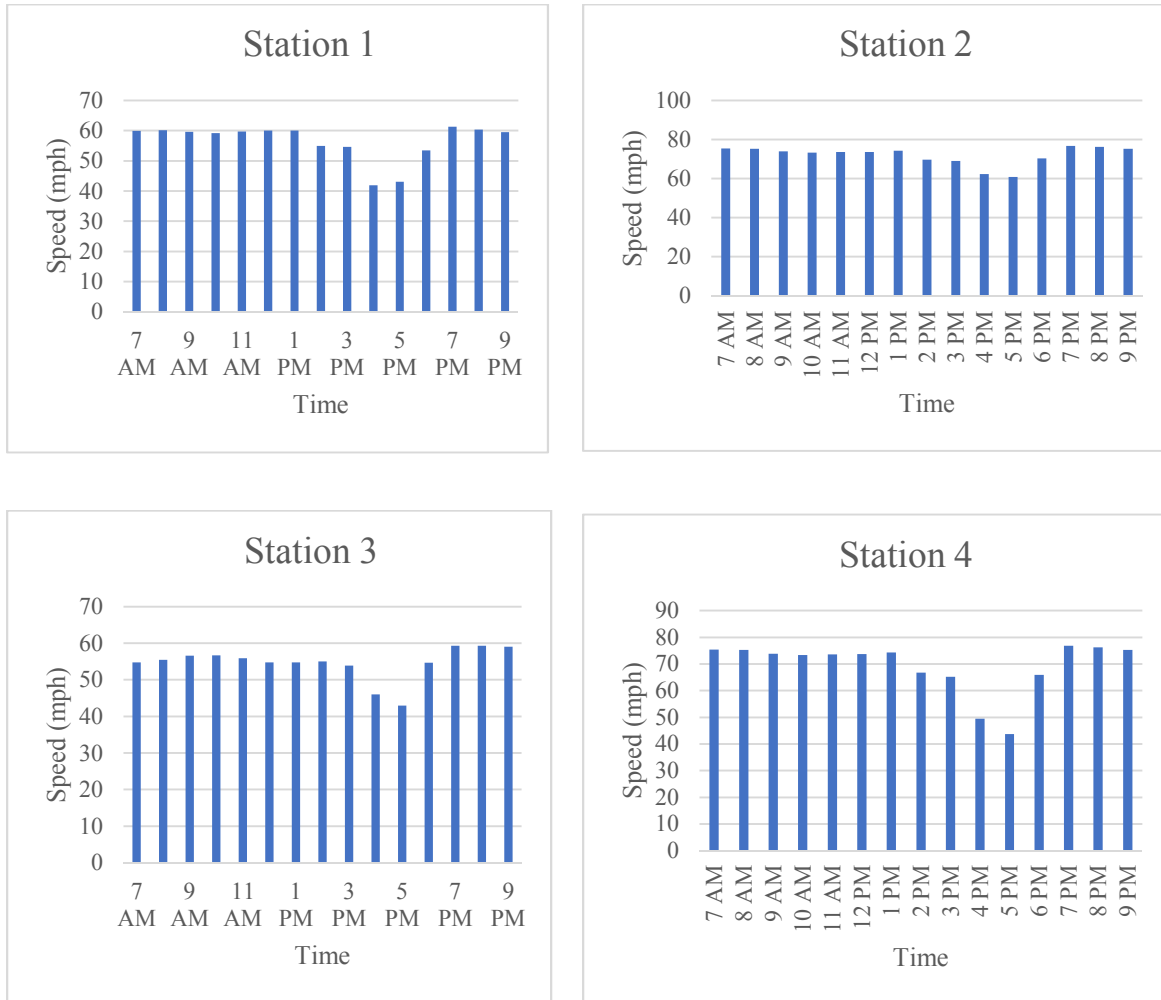 Station 1
70
60
50
40
30
20
10
0
Speed (mph)
7 9 11 1 3 5 7 9
AM AM AM PM PM PM PM PM
Time
Station 2
100
80
60
40
20
0
Speed (mph)
7 AM
8 AM
9 AM
10 AM
11 AM
12 PM
1 PM
2 PM
3 PM
4 PM
5 PM
6 PM
7 PM
8 PM
9 PM
Time
Station 3
70
60
50
40
30
20
10
0
Speed (mph)
7 9 11 1 3 5 7 9
AM AM AM PM PM PM PM PM
Time
Station 4
90
80
70
60
50
40
30
20
10
0
Speed (mph)
7 AM
8 AM
9 AM
10 AM
11 AM
12 PM
1 PM
2 PM
3 PM
4 PM
5 PM
6 PM
7 PM
8 PM
9 PM
Time